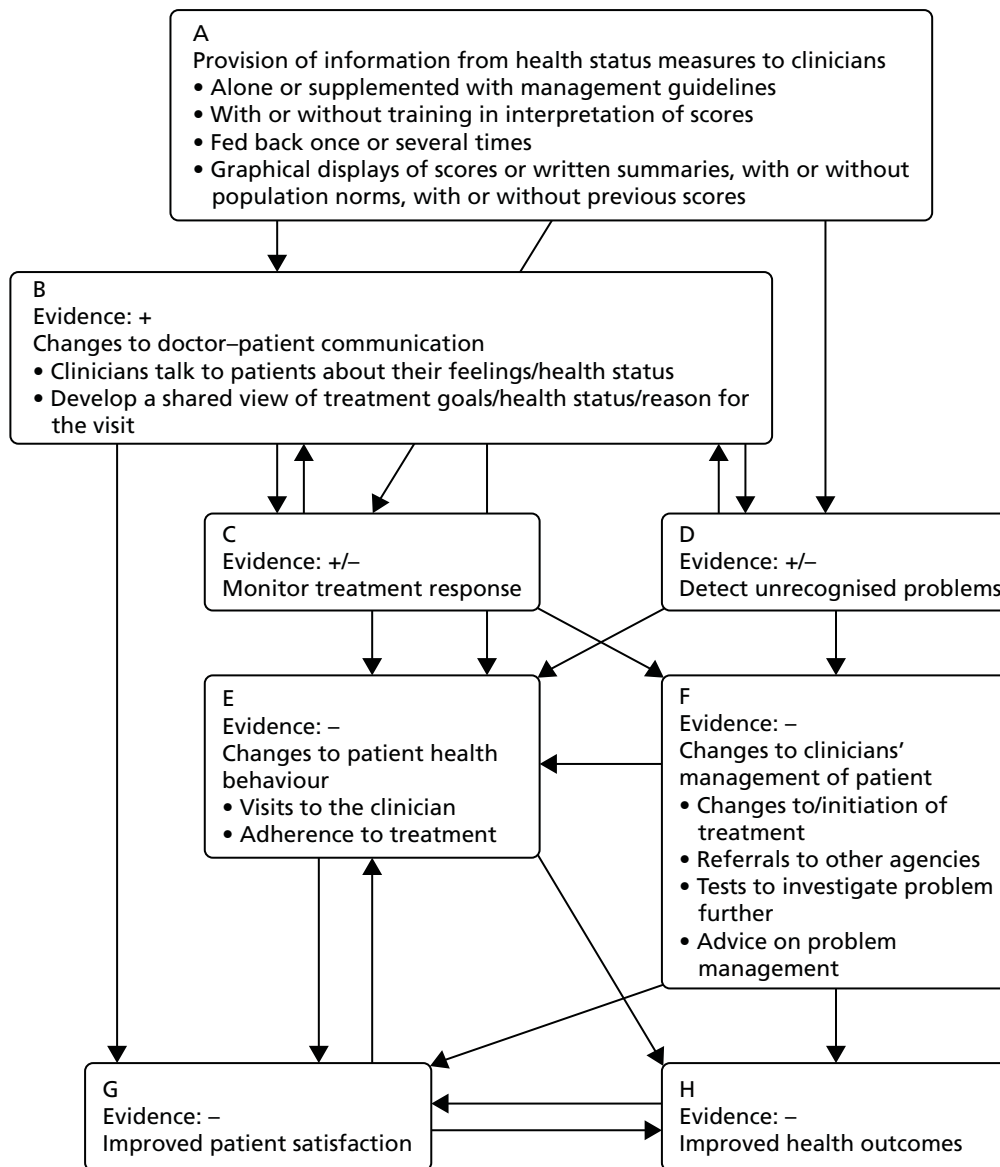 A
Provision of information from health status measures to clinicians
• Alone or supplemented with management guidelines
• With or without training in interpretation of scores
• Fed back once or several times
• Graphical displays of scores or written summaries, with or without
population norms, with or without previous scores
B
Evidence: +
Changes to doctor–patient communication
• Clinicians talk to patients about their feelings/health status
• Develop a shared view of treatment goals/health status/reason for
the visit
C
Evidence: +/–
Monitor treatment response
D
Evidence: +/–
Detect unrecognised problems
E
Evidence: –
Changes to patient health
behaviour
• Visits to the clinician
• Adherence to treatment
F
Evidence: –
Changes to clinicians’
management of patient
• Changes to/initiation of
treatment
• Referrals to other agencies
• Tests to investigate problem
further
• Advice on problem
management
G
Evidence: –
Improved patient satisfaction
H
Evidence: –
Improved health outcomes